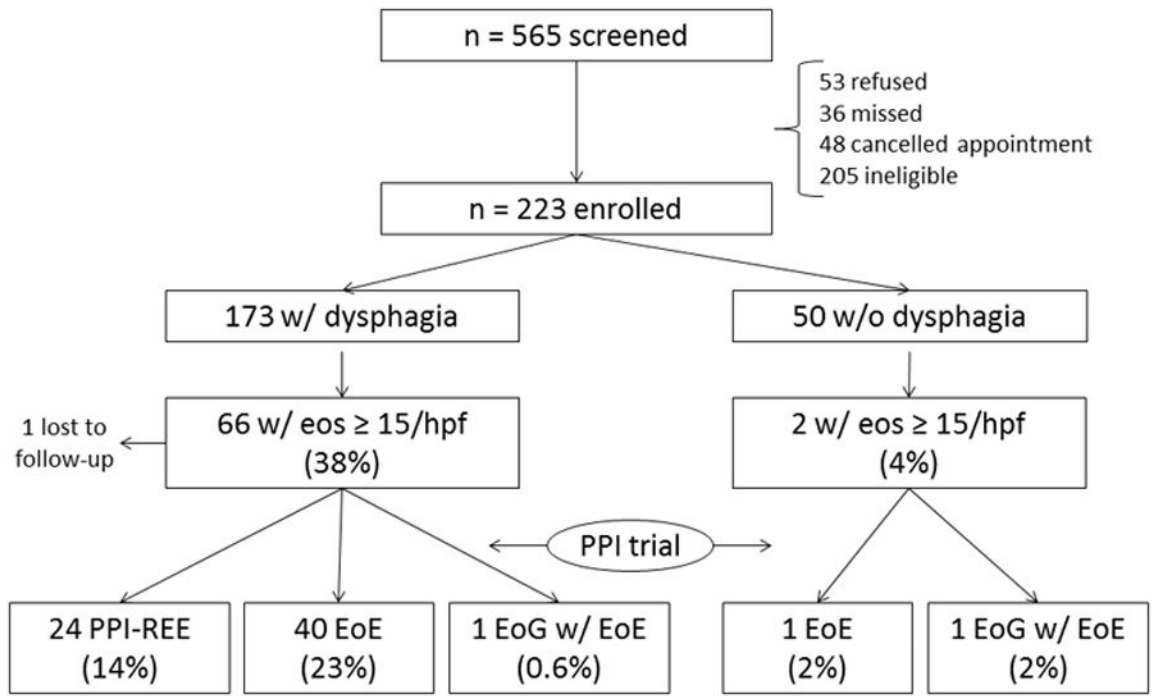 n = 565 screened
53 refused
36 missed
48 cancelled appointment
205 ineligible
n = 223 enrolled
173 w/ dysphagia
50 w/o dysphagia
1 lost to
follow-up
66 w/ eos ≥ 15/hpf
(38%)
2 w/ eos ≥ 15/hpf
(4%)
PPI trial
24 PPI-REE
(14%)
40 EoE
(23%)
1 EoG w/ EoE
(0.6%)
1 EoE
(2%)
1 EoG w/ EoE
(2%)